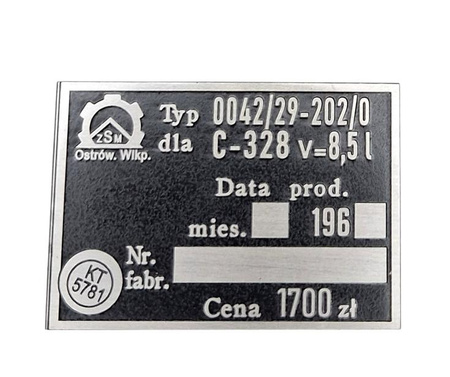 ZSM
Ostrów. Wlkp.
Typ 0042/29-202/0
dla C-328 v=8,5 l
Data prod.
mies. 196
Nr.
fabr.
KT
5781
Cena 1700 zł